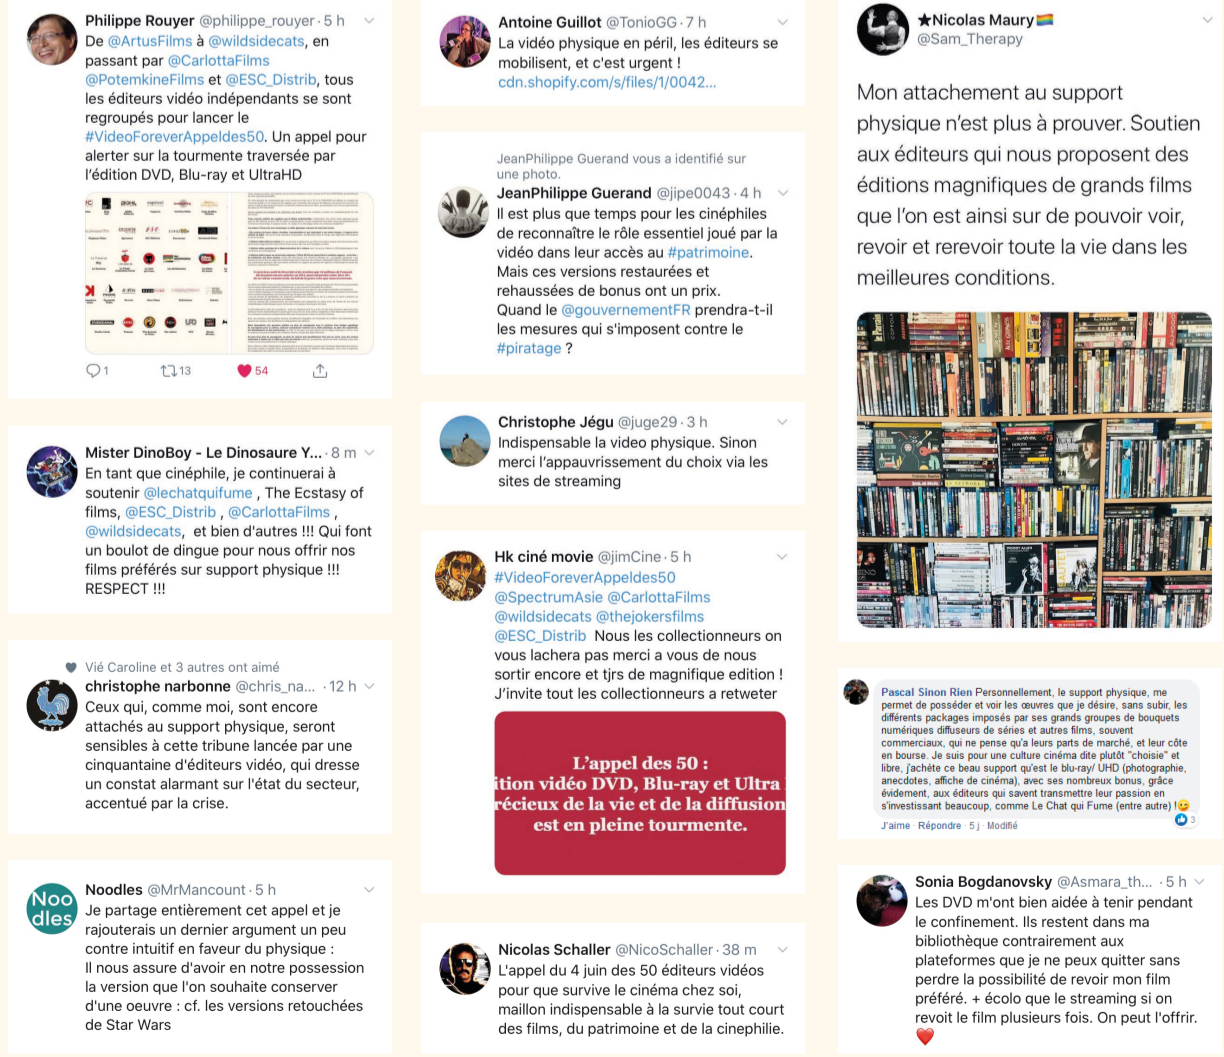 Philippe Rouyer @philippe_rouyer · 5 h
De @ArtusFilms à @wildsidecats, en
passant par @CarlottaFilms
@PotemkineFilms et @ESC_Distrib, tous
les éditeurs vidéo indépendants se sont
regroupés pour lancer le
#VideoForeverAppeldes50. Un appel pour
alerter sur la tourmente traversée par
l’édition DVD, Blu-ray et UltraHD
1 13 54
Mister DinoBoy - Le Dinosaure Y... · 8 m
En tant que cinéphile, je continuerai à
soutenir @lechatquifume , The Ecstasy of
films, @ESC_Distrib , @CarlottaFilms ,
@wildsidecats, et bien d'autres !!! Qui font
un boulot de dingue pour nous offrir nos
films préférés sur support physique !!!
RESPECT !!!
Vié Caroline et 3 autres ont aimé
christophe narbonne @chris_na... · 12 h
Ceux qui, comme moi, sont encore
attachés au support physique, seront
sensibles à cette tribune lancée par une
cinquantaine d'éditeurs vidéo, qui dresse
un constat alarmant sur l'état du secteur,
accentué par la crise.
Noo
dles
Noodles @MrMancount · 5 h
Je partage entièrement cet appel et je
rajouterais un dernier argument un peu
contre intuitif en faveur du physique :
Il nous assure d'avoir en notre possession
la version que l'on souhaite conserver
d'une oeuvre : cf. les versions retouchées
de Star Wars
Antoine Guillot @TonioGG · 7 h
La vidéo physique en péril, les éditeurs se
mobilisent, et c'est urgent !
cdn.shopify.com/s/files/1/0042...
JeanPhilippe Guerand vous a identifié sur
une photo.
JeanPhilippe Guerand @jipe0043 · 4 h
Il est plus que temps pour les cinéphiles
de reconnaître le rôle essentiel joué par la
vidéo dans leur accès au #patrimoine.
Mais ces versions restaurées et
rehaussées de bonus ont un prix.
Quand le @gouvernementFR prendra-t-il
les mesures qui s'imposent contre le
#piratage ?
Christophe Jégu @juge29 · 3 h
Indispensable la video physique. Sinon
merci l’appauvrissement du choix via les
sites de streaming
Hk ciné movie @jimCine · 5 h
#VideoForeverAppeldes50
@SpectrumAsie @CarlottaFilms
@wildsidecats @thejokersfilms
@ESC_Distrib Nous les collectionneurs on
vous lachera pas merci a vous de nous
sortir encore et tjrs de magnifique edition !
J’invite tout les collectionneurs a retweter
L’appel des 50 :
ition vidéo DVD, Blu-ray et Ultra
récieux de la vie et de la diffusion
est en pleine tourmente.
Nicolas Schaller @NicoSchaller · 38 m
L'appel du 4 juin des 50 éditeurs vidéos
pour que survive le cinéma chez soi,
maillon indispensable à la survie tout court
des films, du patrimoine et de la cinephilie.
★Nicolas Maury🏳️‍🌈
@Sam_Therapy
Mon attachement au support
physique n’est plus à prouver. Soutien
aux éditeurs qui nous proposent des
éditions magnifiques de grands films
que l’on est ainsi sur de pouvoir voir,
revoir et rerevoir toute la vie dans les
meilleures conditions.
Pascal Sinon Rien Personnellement, le support physique, me
permet de posséder et voir les œuvres que je désire, sans subir, les
différents packages imposés par ses grands groupes de bouquets
numériques diffuseurs de séries et autres films, souvent
commerciaux, qui ne pense qu'a leurs parts de marché, et leur côte
en bourse. Je suis pour une culture cinéma dite plutôt "choisie" et
libre, j'achète ce beau support qu'est le blu-ray/ UHD (photographie,
anecdotes, affiche de cinéma), avec ses nombreux bonus, grâce
évidement, aux éditeurs qui savent transmettre leur passion en
s'investissant beaucoup, comme Le Chat qui Fume (entre autre) !😉
J'aime · Répondre · 5 j · Modifié
3
Sonia Bogdanovsky @Asmara_th... · 5 h
Les DVD m'ont bien aidée à tenir pendant
le confinement. Ils restent dans ma
bibliothèque contrairement aux
plateformes que je ne peux quitter sans
perdre la possibilité de revoir mon film
préféré. + écolo que le streaming si on
revoit le film plusieurs fois. On peut l'offrir.
❤️